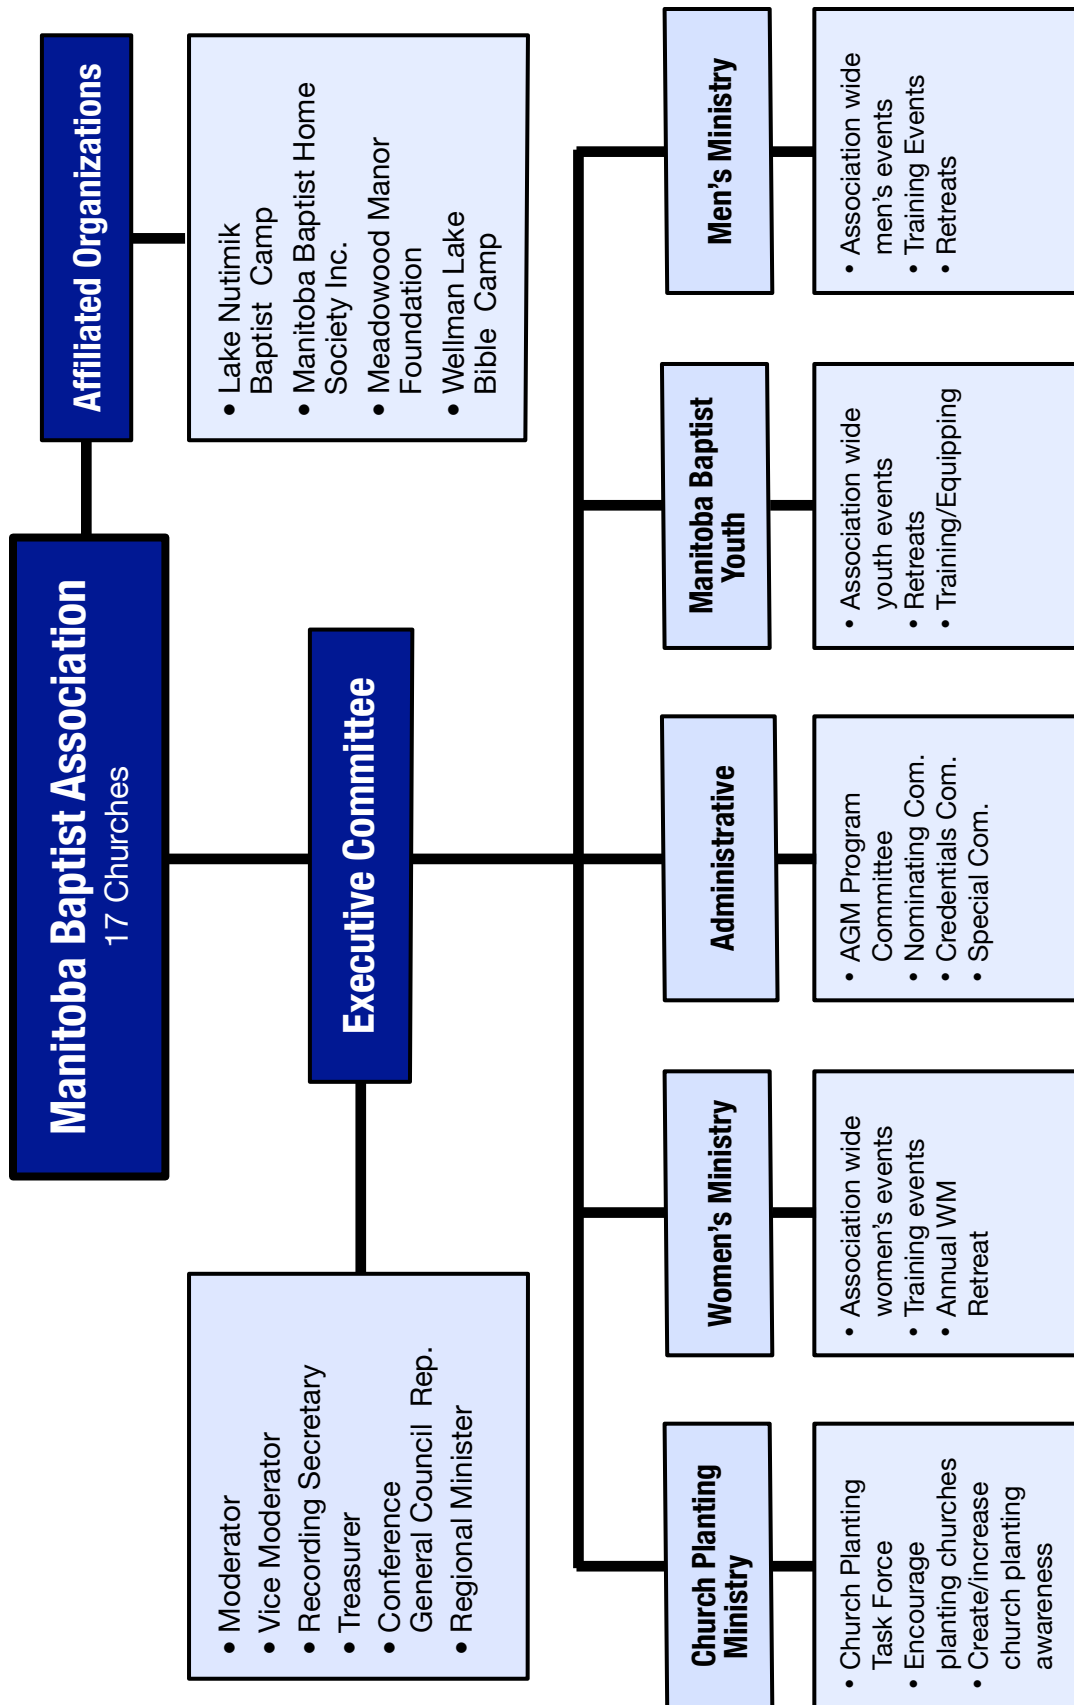 Manitoba Baptist Association
17 Churches
Affiliated Organizations
• Lake Nutimik
Baptist Camp
• Manitoba Baptist Home
Society Inc.
• Meadowood Manor
Foundation
• Wellman Lake
Bible Camp
Executive Committee
• Moderator
• Vice Moderator
• Recording Secretary
• Treasurer
• Conference
General Council Rep.
• Regional Minister
Church Planting
Ministry
• Church Planting
Task Force
• Encourage
planting churches
• Create/increase
church planting
awareness
Women's Ministry
• Association wide
women's events
• Training events
• Annual WM
Retreat
Administrative
• AGM Program
Committee
• Nominating Com.
• Credentials Com.
• Special Com.
Manitoba Baptist
Youth
• Association wide
youth events
• Retreats
• Training/Equipping
Men's Ministry
• Association wide
men's events
• Training Events
• Retreats